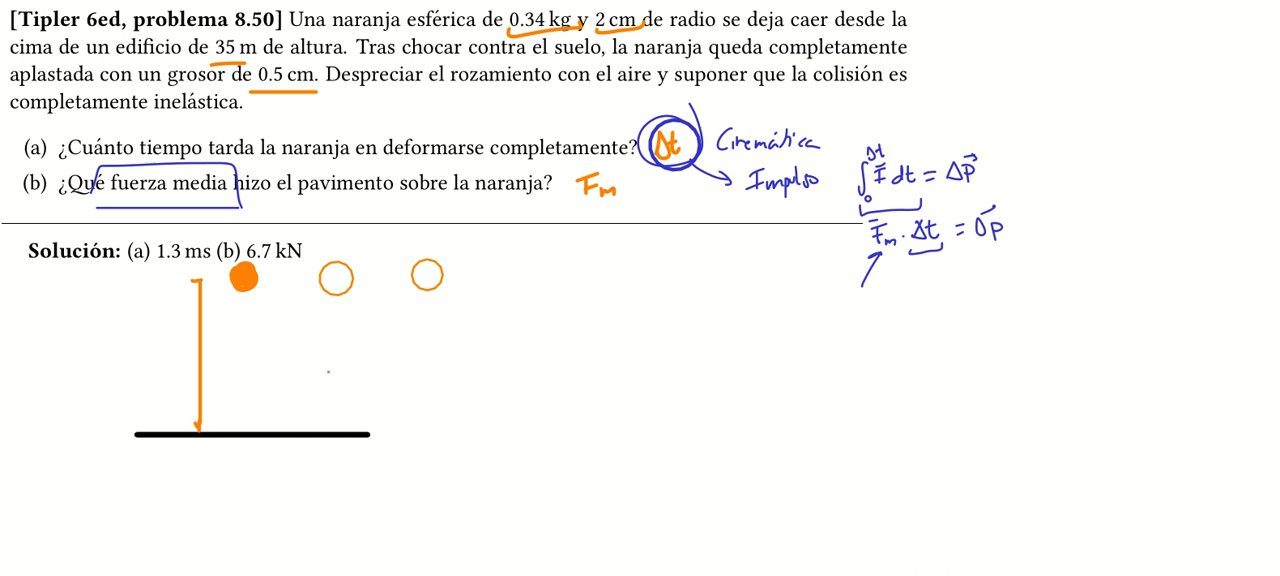 [Tipler 6ed, problema 8.50] Una naranja esférica de 0.34 kg y 2 cm de radio se deja caer desde la
cima de un edificio de 35 m de altura. Tras chocar contra el suelo, la naranja queda completamente
aplastada con un grosor de 0.5 cm. Despreciar el rozamiento con el aire y suponer que la colisión es
completamente inelástica.
(a) ¿Cuánto tiempo tarda la naranja en deformarse completamente? Δt Cinemática
(b) ¿Qué fuerza media hizo el pavimento sobre la naranja? Fm → Impulso
∫₀^Δt F⃗ dt = Δp⃗
F̄m · Δt = Δp⃗
Solución: (a) 1.3 ms (b) 6.7 kN